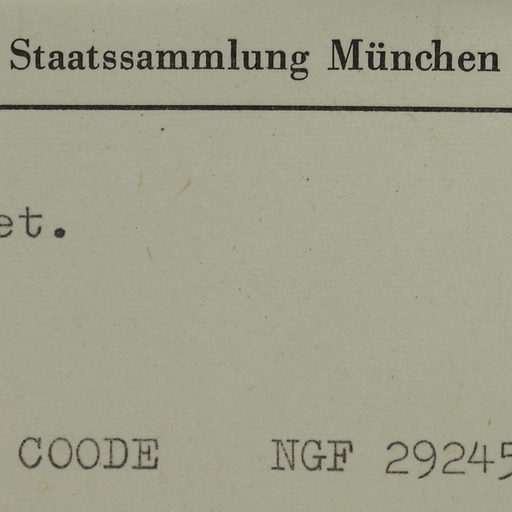 Staatssammlung München
et.
COODE NGF 29245